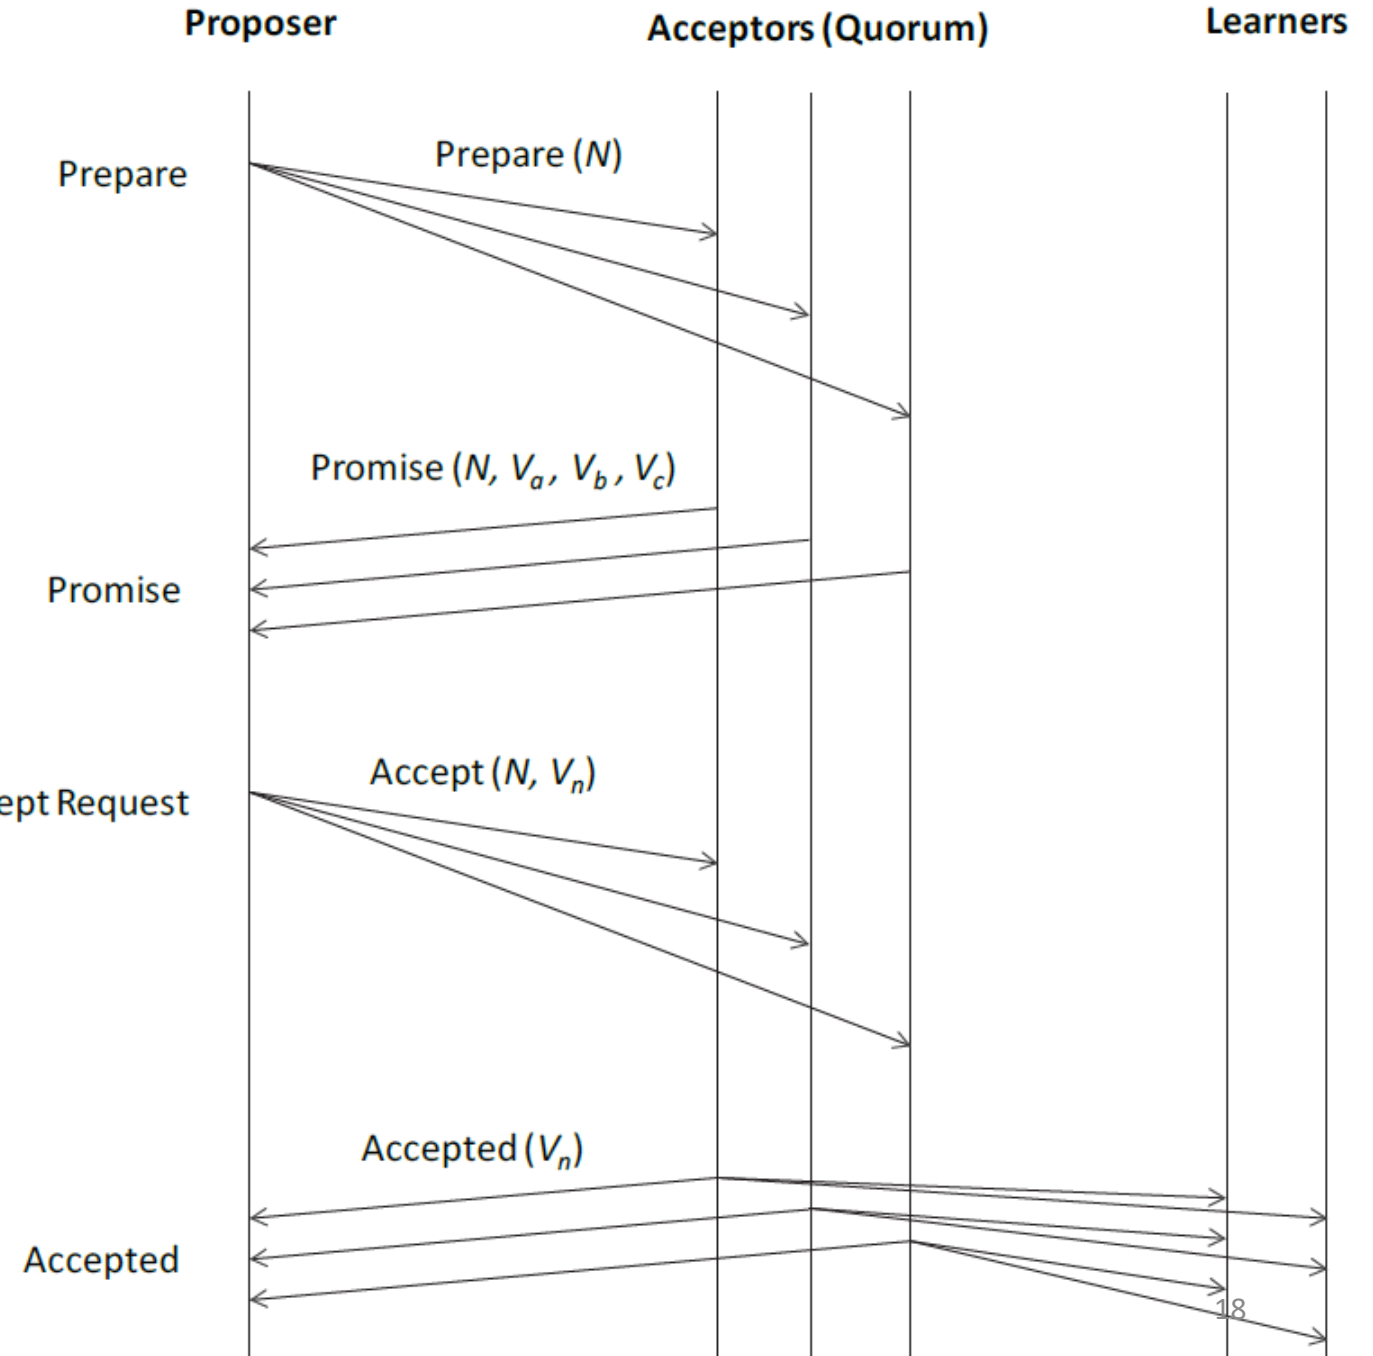 Proposer
Acceptors (Quorum)
Learners
Prepare
Prepare (N)
Promise (N, Va, Vb, Vc)
Promise
Accept (N, Vn)
ept Request
Accepted (Vn)
Accepted
18